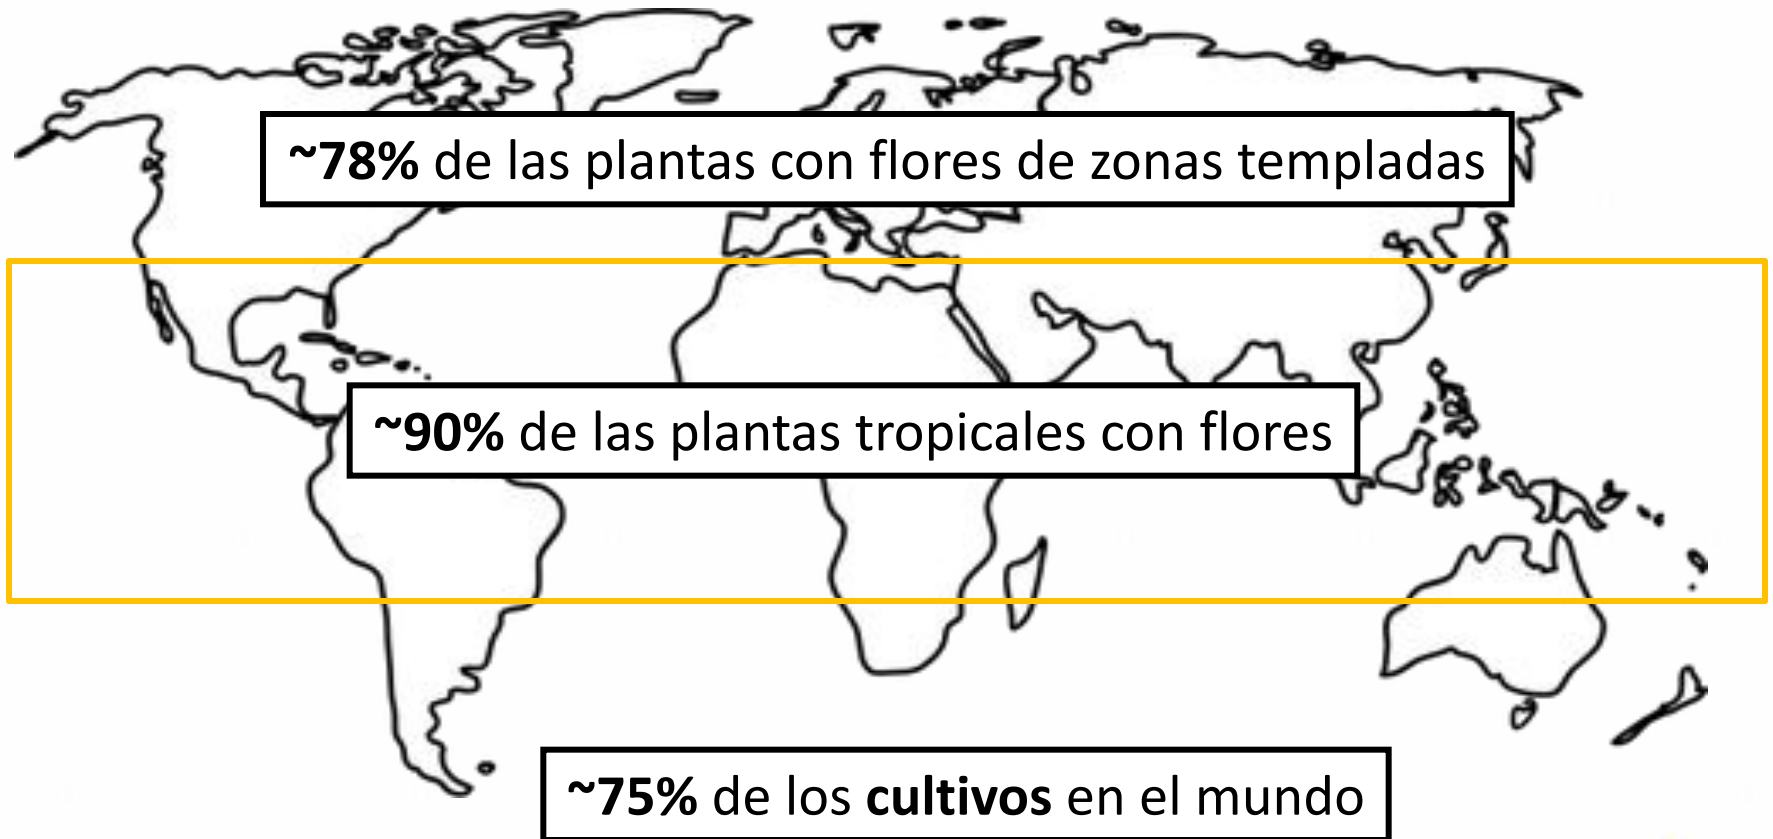 ~78% de las plantas con flores de zonas templadas
~90% de las plantas tropicales con flores
~75% de los cultivos en el mundo